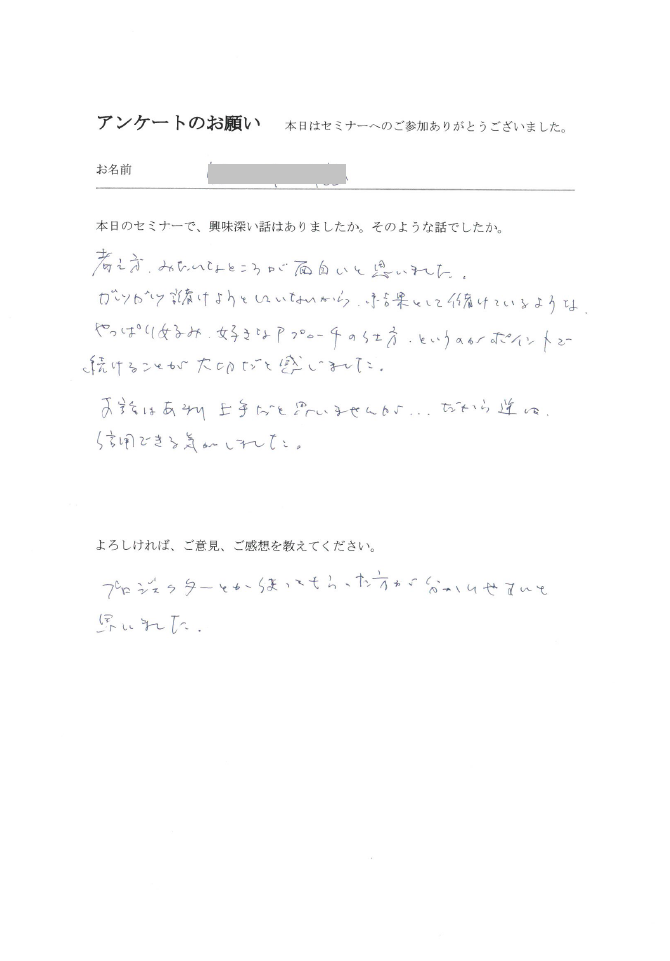 アンケートのお願い 本日はセミナーへのご参加ありがとうございました。
お名前
本日のセミナーで、興味深い話はありましたか。そのような話でしたか。
考え方、みたいなところが面白いと思いました。
ガツガツ儲けようとしていないから、結果として儲けているような、
やっぱり好み、好きなアプローチの仕方、というのがポイントで
続けることが大切だと感じました。
お話はあまり上手だと思いませんが...だから逆に、
信用できる気がしました。
よろしければ、ご意見、ご感想を教えてください。
プロジェクターとか使ってもらった方が分かりやすいと
思いました。